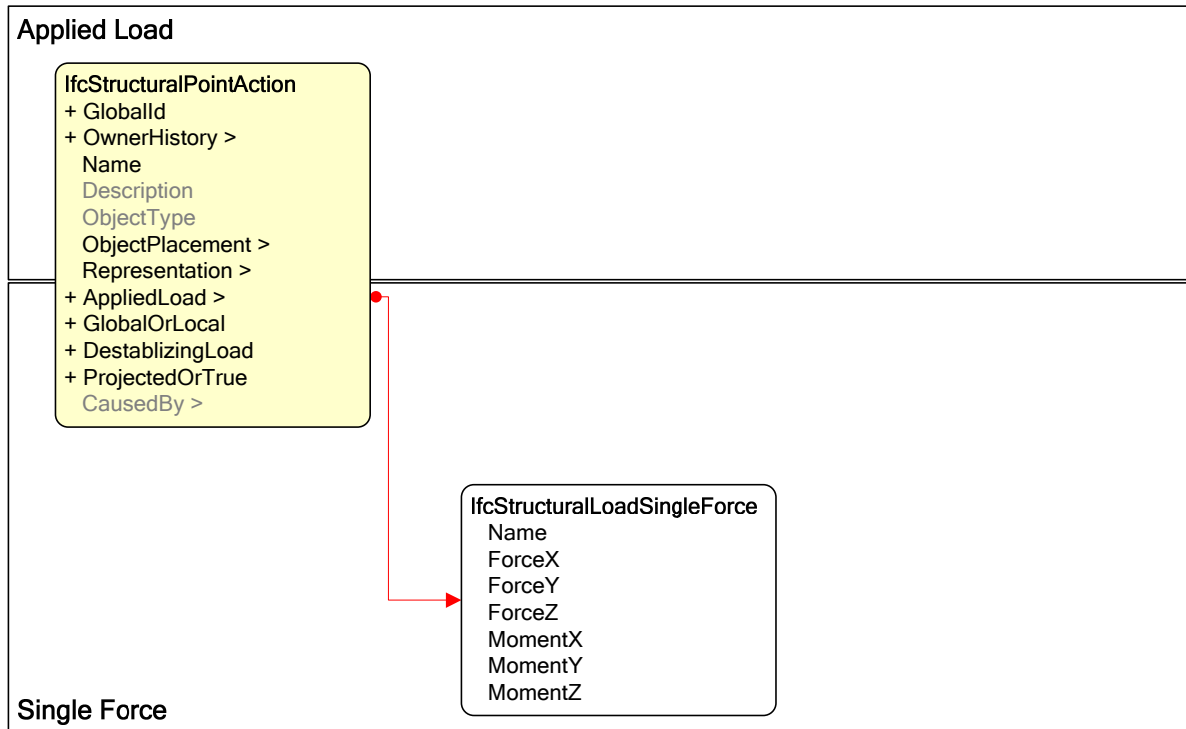 Applied Load
IfcStructuralPointAction
+ GlobalId
+ OwnerHistory >
Name
Description
ObjectType
ObjectPlacement >
Representation >
+ AppliedLoad >
+ GlobalOrLocal
+ DestablizingLoad
+ ProjectedOrTrue
CausedBy >
IfcStructuralLoadSingleForce
Name
ForceX
ForceY
ForceZ
MomentX
MomentY
MomentZ
Single Force